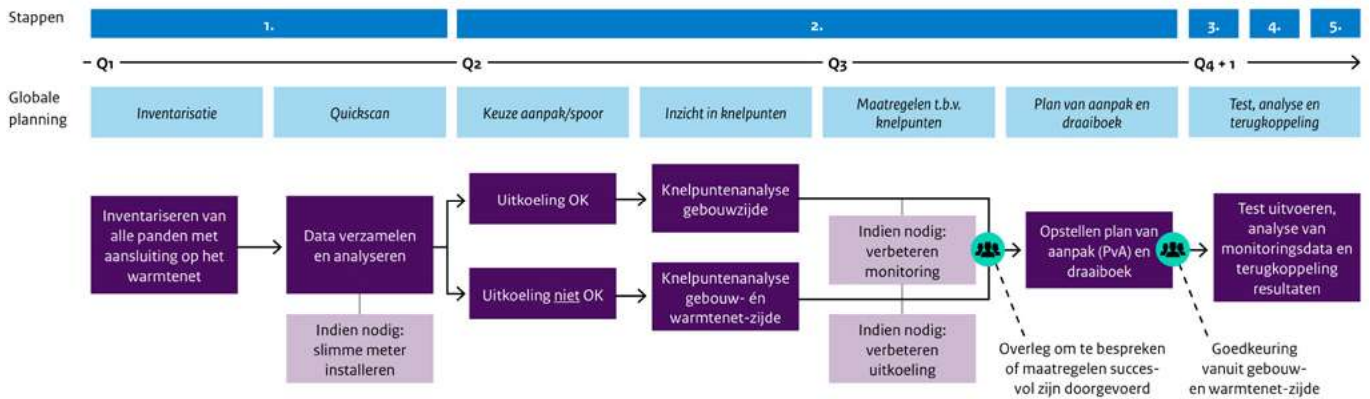 Stappen
1.
2.
3.
4.
5.
Q1
Q2
Q3
Q4 + 1
Globale
planning
Inventarisatie
Quickscan
Keuze aanpak/spoor
Inzicht in knelpunten
Maatregelen t.b.v.
knelpunten
Plan van aanpak en
draaiboek
Test, analyse en
terugkoppeling
Inventariseren van
alle panden met
aansluiting op het
warmtenet
Data verzamelen
en analyseren
Indien nodig:
slimme meter
installeren
Uitkoeling OK
Uitkoeling niet OK
Knelpuntenanalyse
gebouwzijde
Knelpuntenanalyse
gebouw- én
warmtenet-zijde
Indien nodig:
verbeteren
monitoring
Indien nodig:
verbeteren
uitkoeling
Overleg om te bespreken
of maatregelen succes-
vol zijn doorgevoerd
Opstellen plan van
aanpak (PvA) en
draaiboek
Goedkeuring
vanuit gebouw-
en warmtenet-zijde
Test uitvoeren,
analyse van
monitoringsdata en
terugkoppeling
resultaten